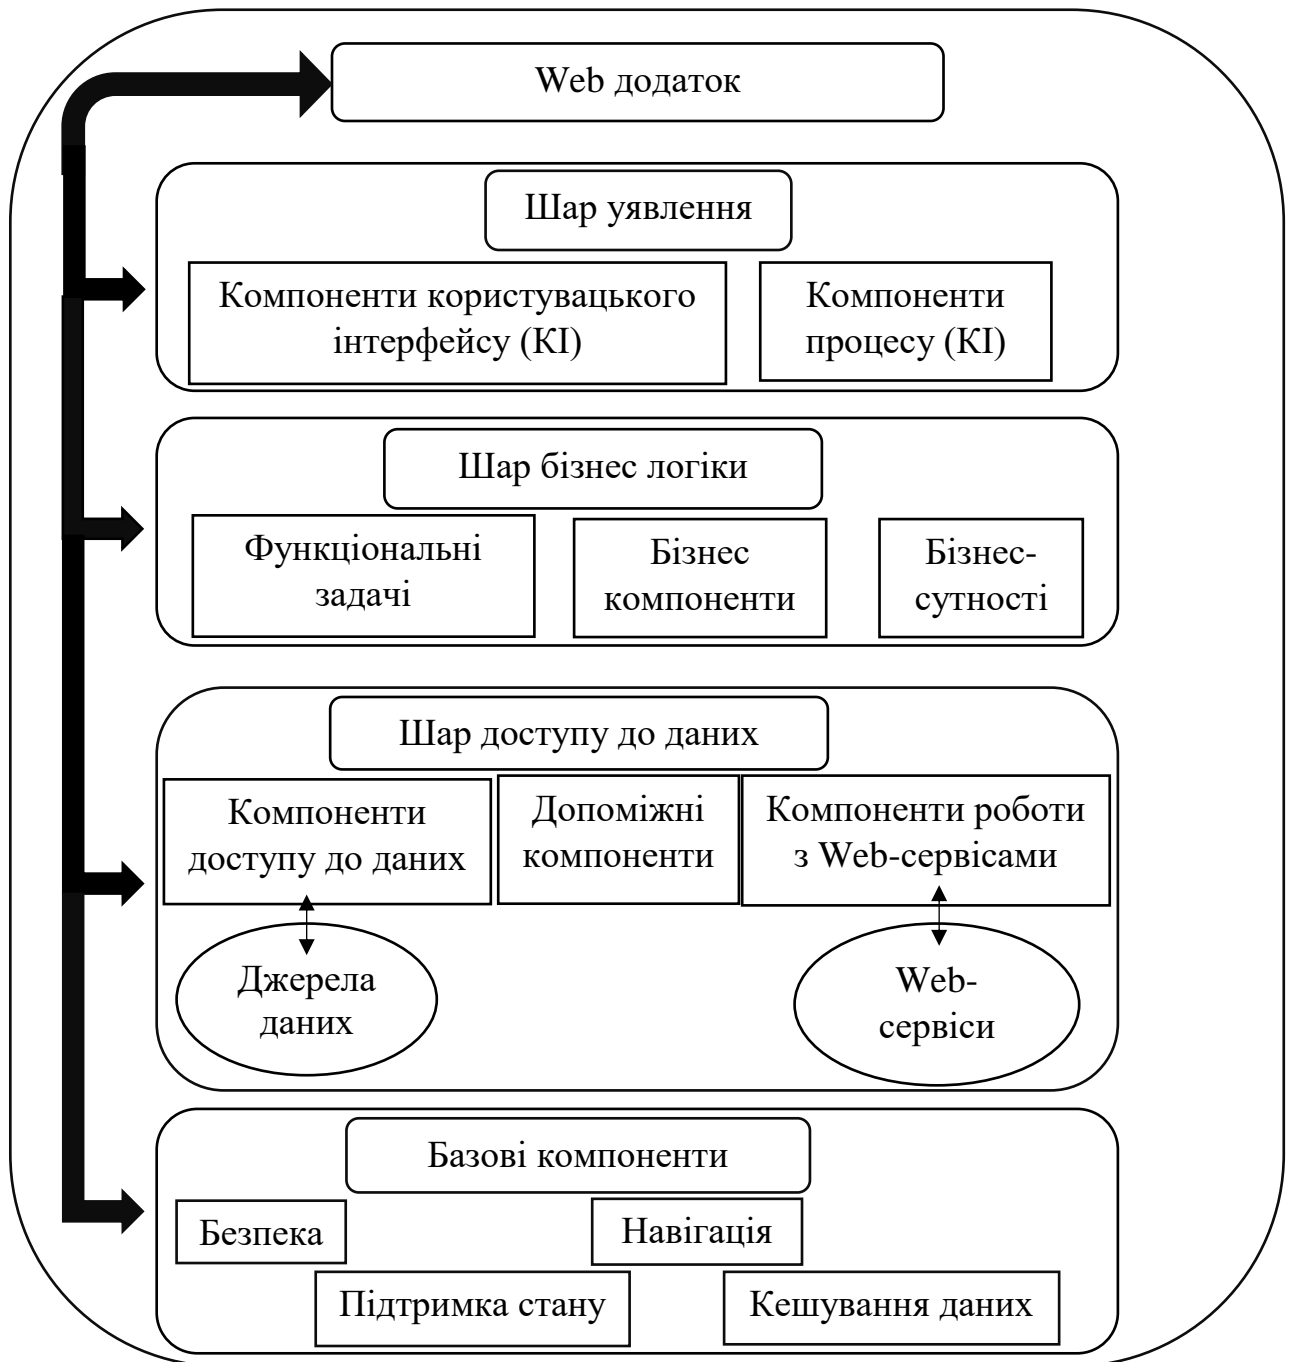 Web додаток
Шар уявлення
Компоненти користувацького
інтерфейсу (КІ)
Компоненти
процесу (КІ)
Шар бізнес логіки
Функціональні
задачі
Бізнес
компоненти
Бізнес-
сутності
Шар доступу до даних
Компоненти
доступу до даних
Допоміжні
компоненти
Компоненти роботи
з Web-сервісами
Джерела
даних
Web-
сервіси
Базові компоненти
Безпека
Навігація
Підтримка стану
Кешування даних